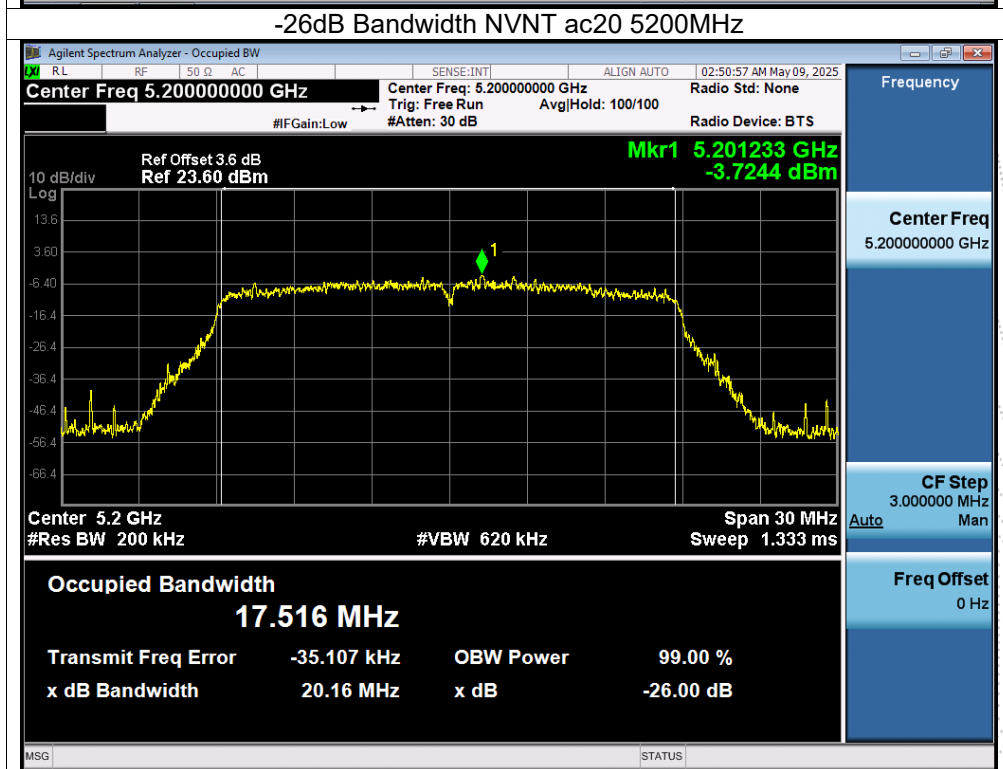 -26dB Bandwidth NVNT ac20 5200MHz
Agilent Spectrum Analyzer - Occupied BW
LXI RL RF 50 Ω AC SENSE:INT ALIGN AUTO 02:50:57 AM May 09, 2025
Center Freq 5.200000000 GHz
Center Freq: 5.200000000 GHz Radio Std: None
Trig: Free Run Avg|Hold: 100/100
#IFGain:Low #Atten: 30 dB Radio Device: BTS
Mkr1 5.201233 GHz
-3.7244 dBm
Ref Offset 3.6 dB
10 dB/div Ref 23.60 dBm
Log
13.6
3.60
-6.40
-16.4
-26.4
-36.4
-46.4
-56.4
-66.4
1
Center 5.2 GHz Span 30 MHz
#Res BW 200 kHz #VBW 620 kHz Sweep 1.333 ms
Occupied Bandwidth
17.516 MHz
Transmit Freq Error -35.107 kHz OBW Power 99.00 %
x dB Bandwidth 20.16 MHz x dB -26.00 dB
MSG STATUS
Frequency
Center Freq
5.200000000 GHz
CF Step
3.000000 MHz
Auto Man
Freq Offset
0 Hz